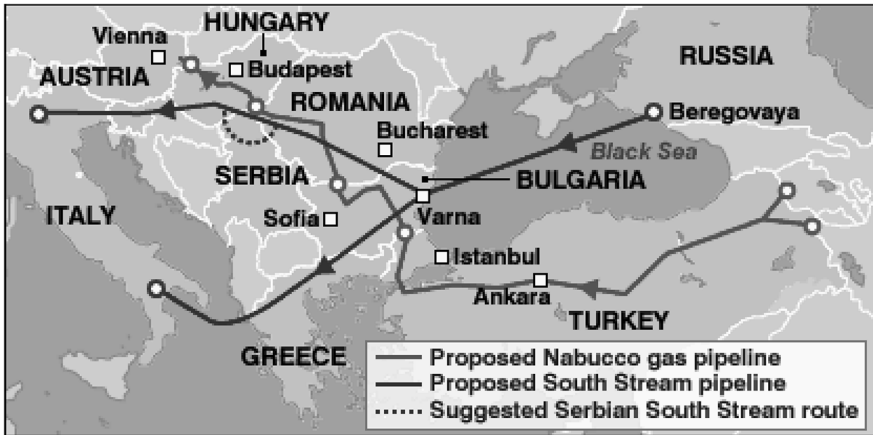 HUNGARY
Vienna
RUSSIA
AUSTRIA
Budapest
ROMANIA
Beregovaya
Bucharest
Black Sea
SERBIA
BULGARIA
ITALY
Sofia
Varna
Istanbul
Ankara
TURKEY
GREECE
Proposed Nabucco gas pipeline
Proposed South Stream pipeline
Suggested Serbian South Stream route